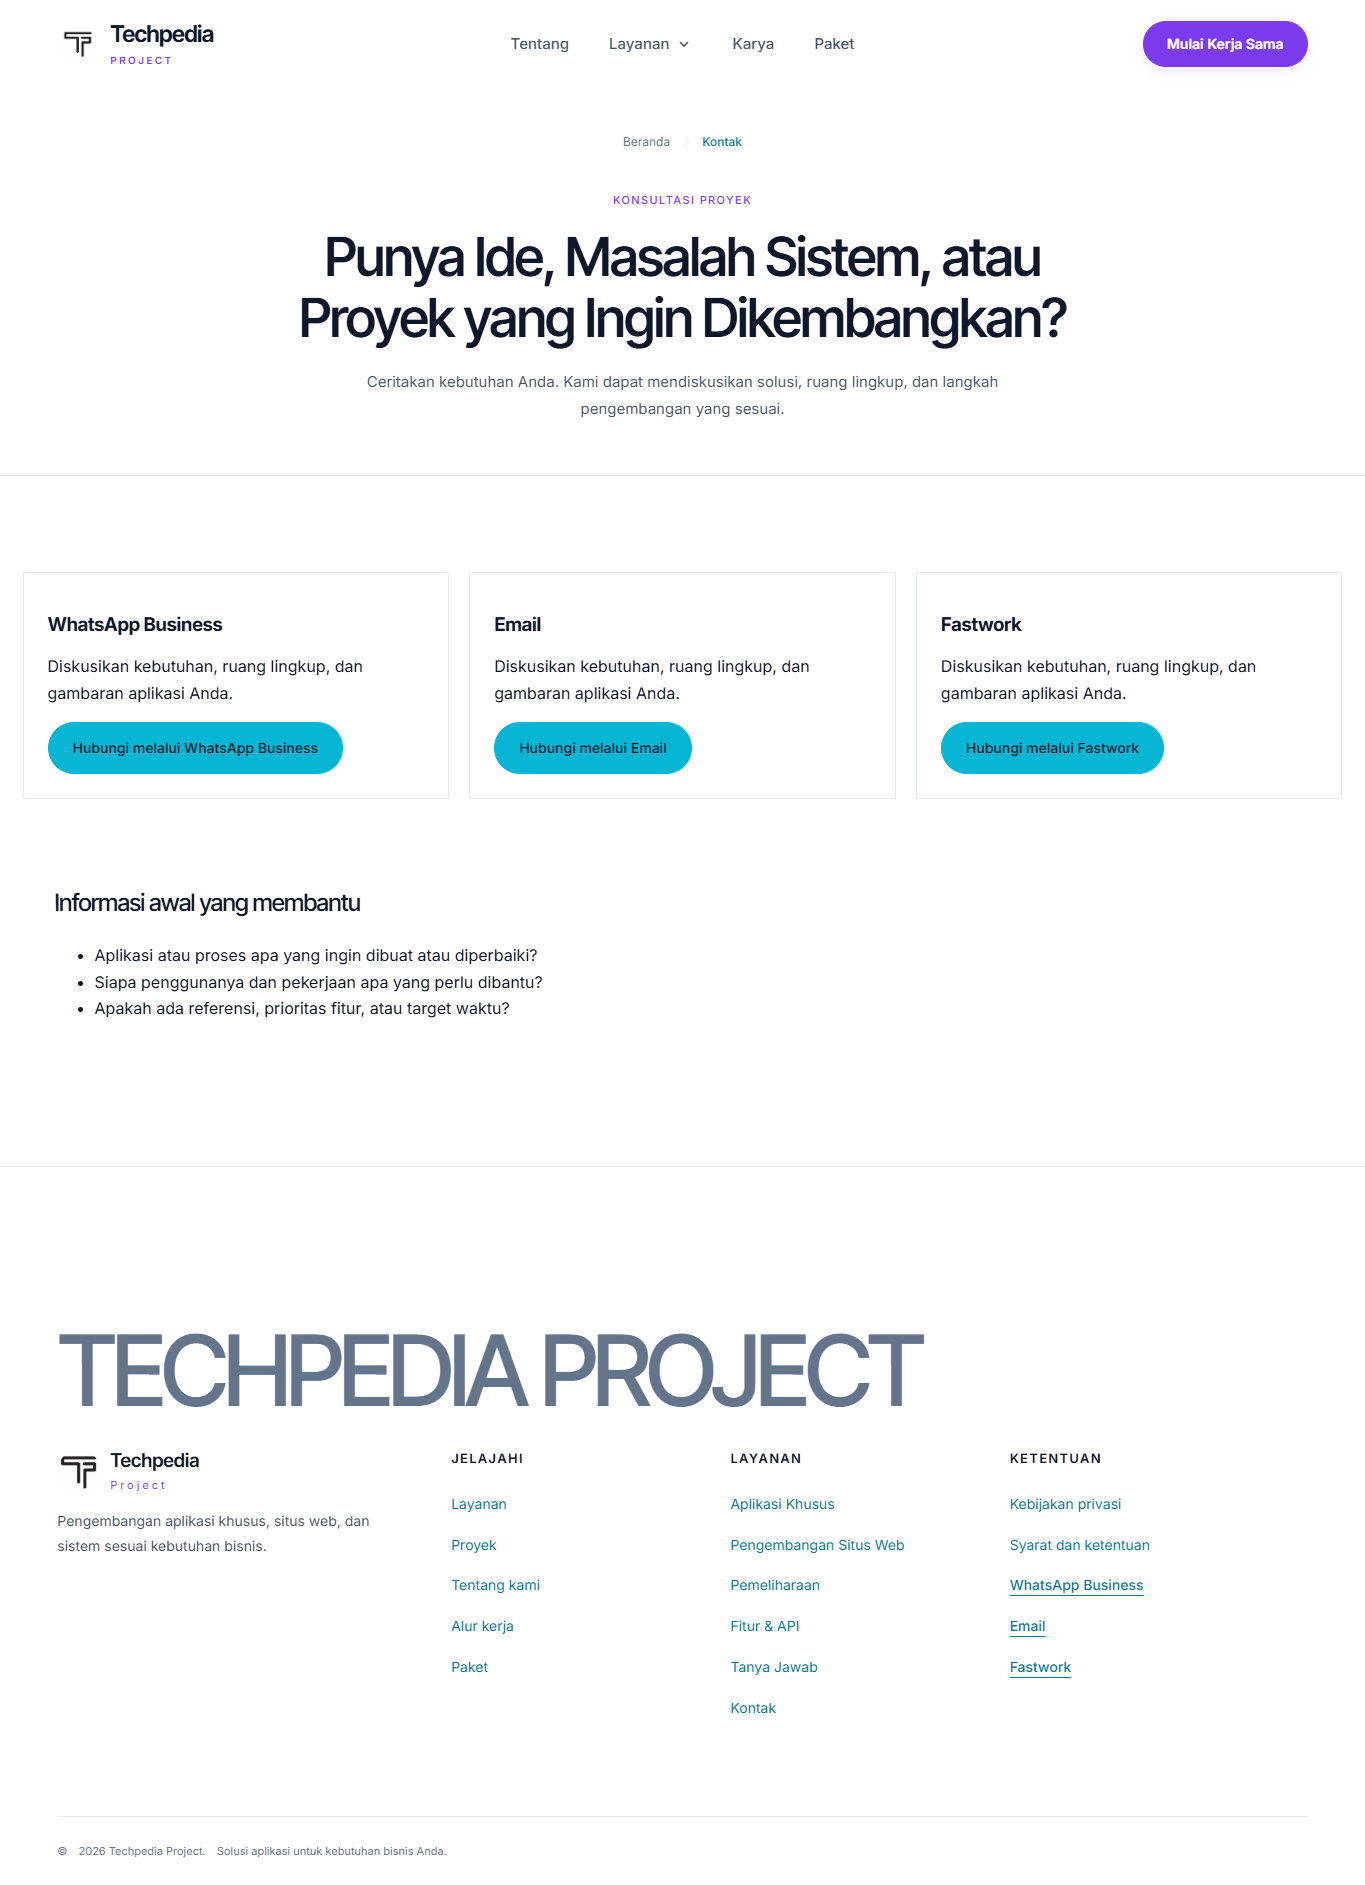 Techpedia
PROJECT
Tentang
Layanan
Karya
Paket
Mulai Kerja Sama
Beranda
Kontak
KONSULTASI PROYEK
Punya Ide, Masalah Sistem, atau
Proyek yang Ingin Dikembangkan?
Ceritakan kebutuhan Anda. Kami dapat mendiskusikan solusi, ruang lingkup, dan langkah
pengembangan yang sesuai.
WhatsApp Business
Diskusikan kebutuhan, ruang lingkup, dan
gambaran aplikasi Anda.
Hubungi melalui WhatsApp Business
Email
Diskusikan kebutuhan, ruang lingkup, dan
gambaran aplikasi Anda.
Hubungi melalui Email
Fastwork
Diskusikan kebutuhan, ruang lingkup, dan
gambaran aplikasi Anda.
Hubungi melalui Fastwork
Informasi awal yang membantu
• Aplikasi atau proses apa yang ingin dibuat atau diperbaiki?
• Siapa penggunanya dan pekerjaan apa yang perlu dibantu?
• Apakah ada referensi, prioritas fitur, atau target waktu?
TECHPEDIA PROJECT
Techpedia
Project
Pengembangan aplikasi khusus, situs web, dan
sistem sesuai kebutuhan bisnis.
JELAJAHI
Layanan
Proyek
Tentang kami
Alur kerja
Paket
LAYANAN
Aplikasi Khusus
Pengembangan Situs Web
Pemeliharaan
Fitur & API
Tanya Jawab
Kontak
KETENTUAN
Kebijakan privasi
Syarat dan ketentuan
WhatsApp Business
Email
Fastwork
© 2026 Techpedia Project. Solusi aplikasi untuk kebutuhan bisnis Anda.